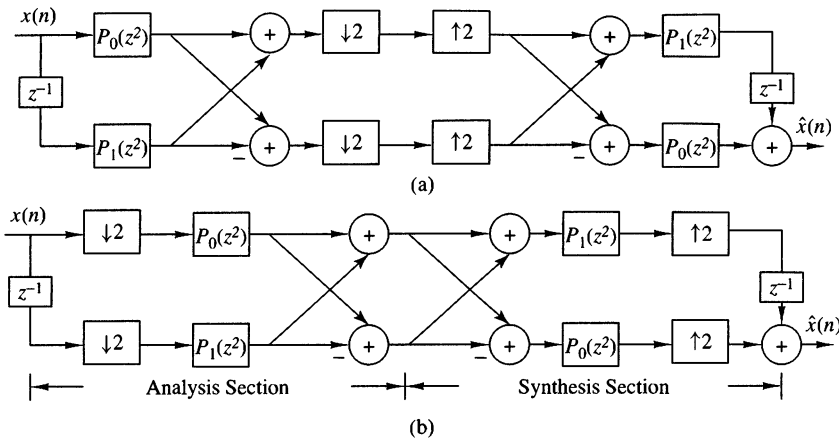 x(n)
P₀(z²) + ↓2 ↑2 + P₁(z²)
z⁻¹ z⁻¹
P₁(z²) − + ↓2 ↑2 − + P₀(z²) + x̂(n)
(a)
x(n)
↓2 P₀(z²) + + P₁(z²) ↑2
z⁻¹ z⁻¹
↓2 P₁(z²) − + − + P₀(z²) ↑2 + x̂(n)
Analysis Section Synthesis Section
(b)